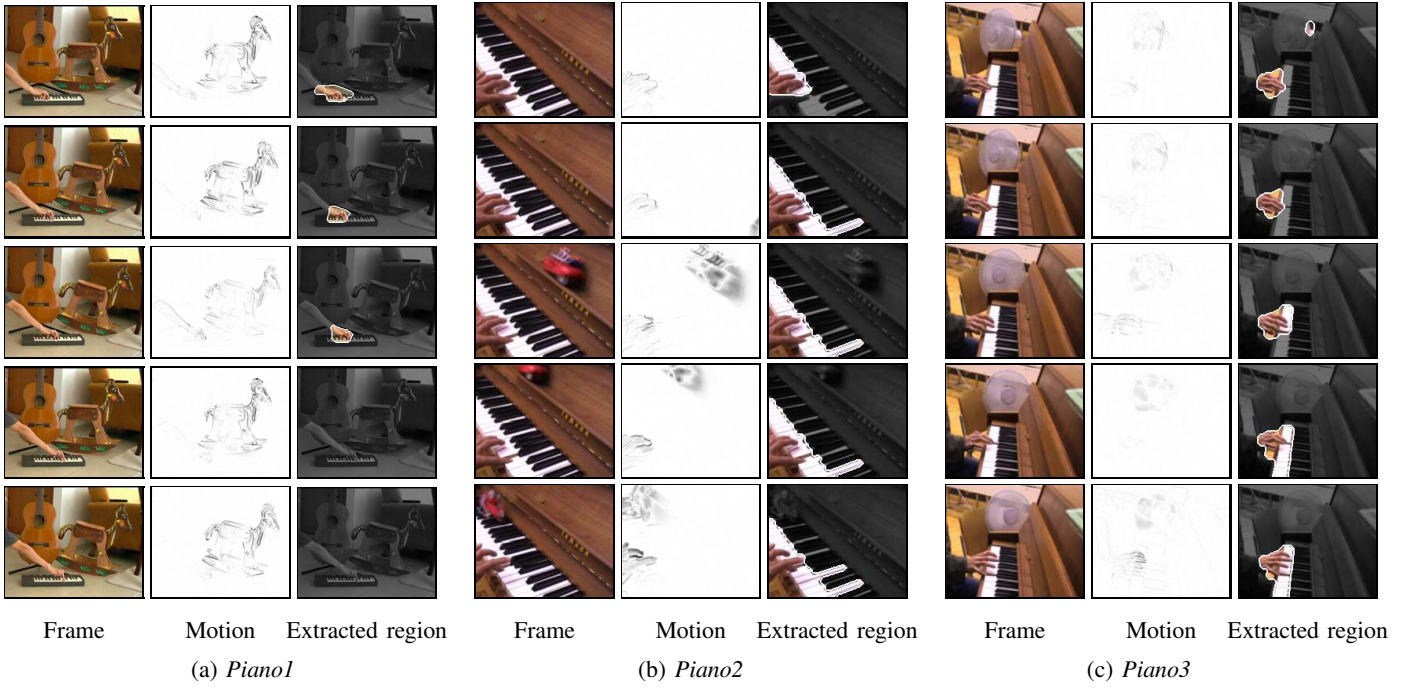 Frame Motion Extracted region Frame Motion Extracted region Frame Motion Extracted region
(a) Piano1 (b) Piano2 (c) Piano3